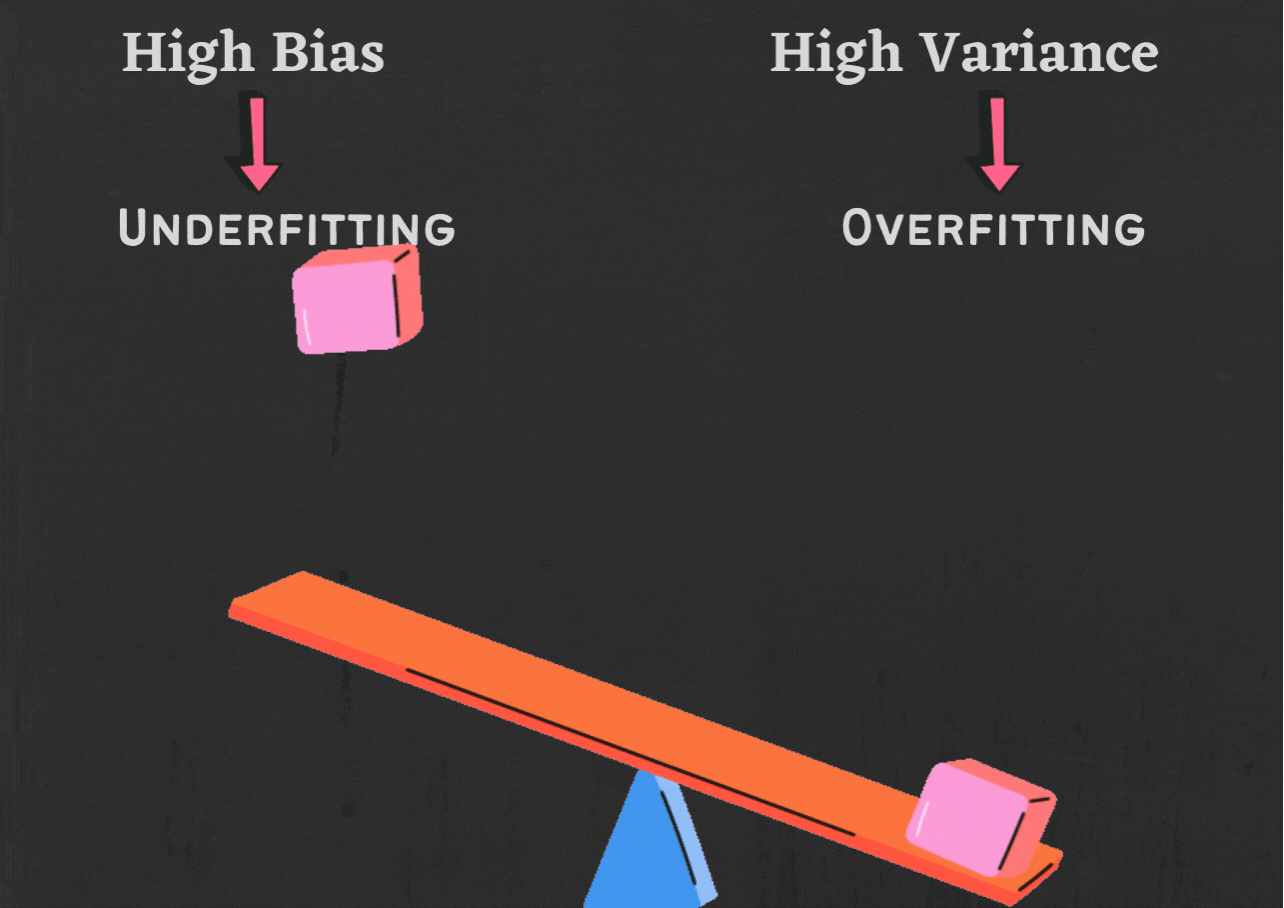 High Bias
High Variance
UNDERFITTING
OVERFITTING